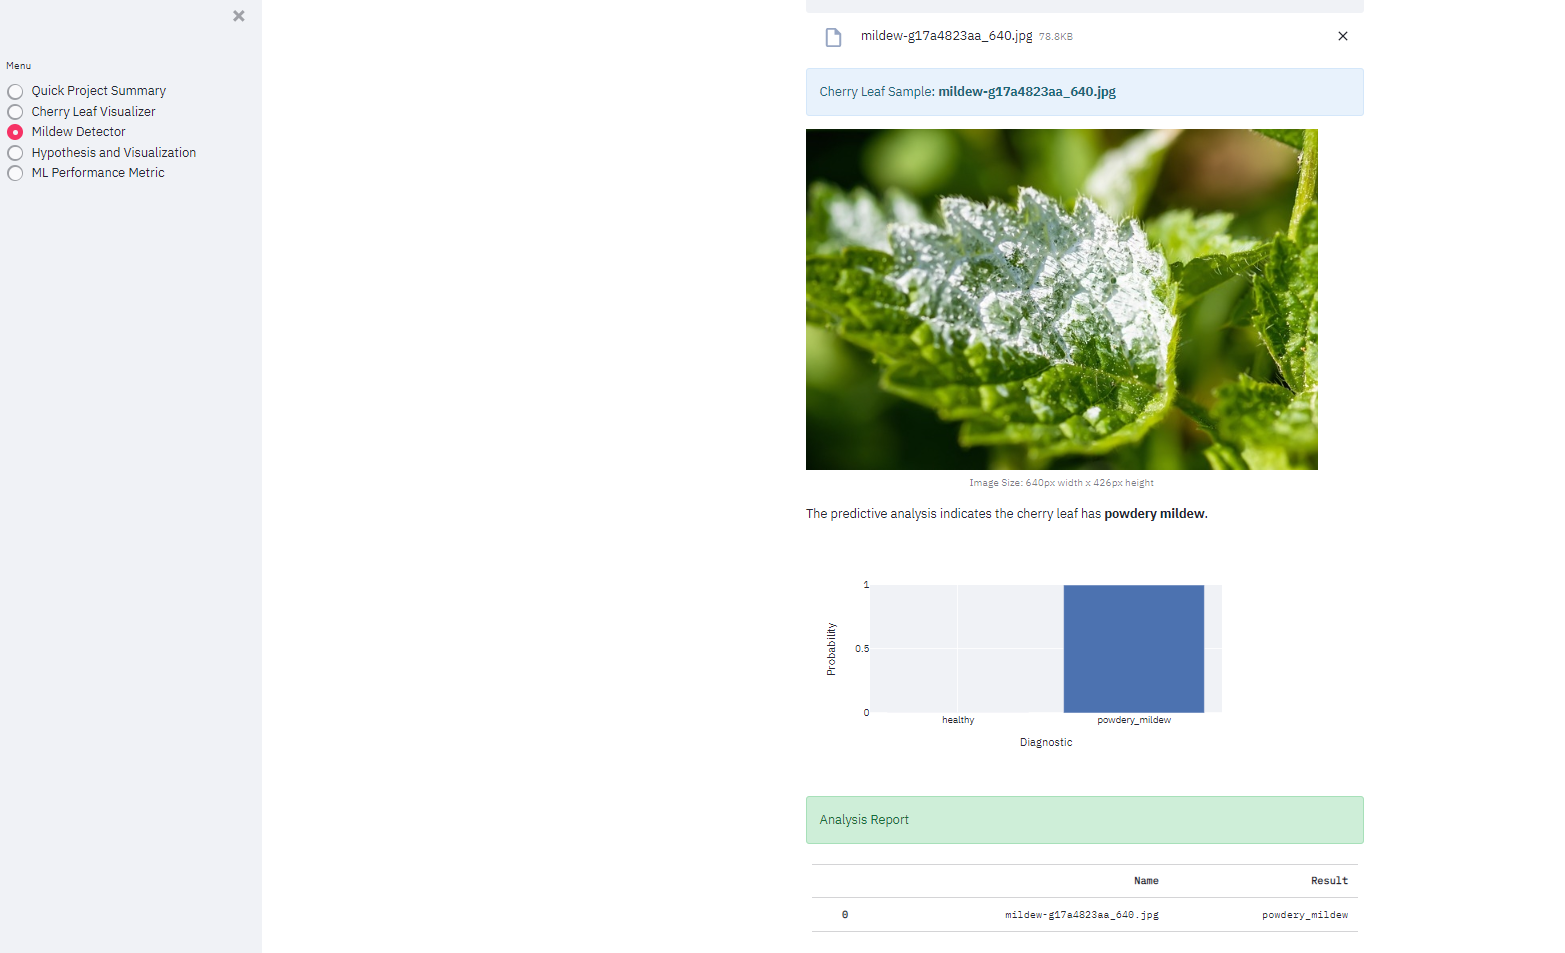 Menu
Quick Project Summary
Cherry Leaf Visualizer
Mildew Detector
Hypothesis and Visualization
ML Performance Metric
mildew-g17a4823aa_640.jpg 78.8KB
Cherry Leaf Sample: mildew-g17a4823aa_640.jpg
Image Size: 640px width x 426px height
The predictive analysis indicates the cherry leaf has powdery mildew.
1
0.5
0
Probability
healthy powdery_mildew
Diagnostic
Analysis Report
Name Result
0 mildew-g17a4823aa_640.jpg powdery_mildew